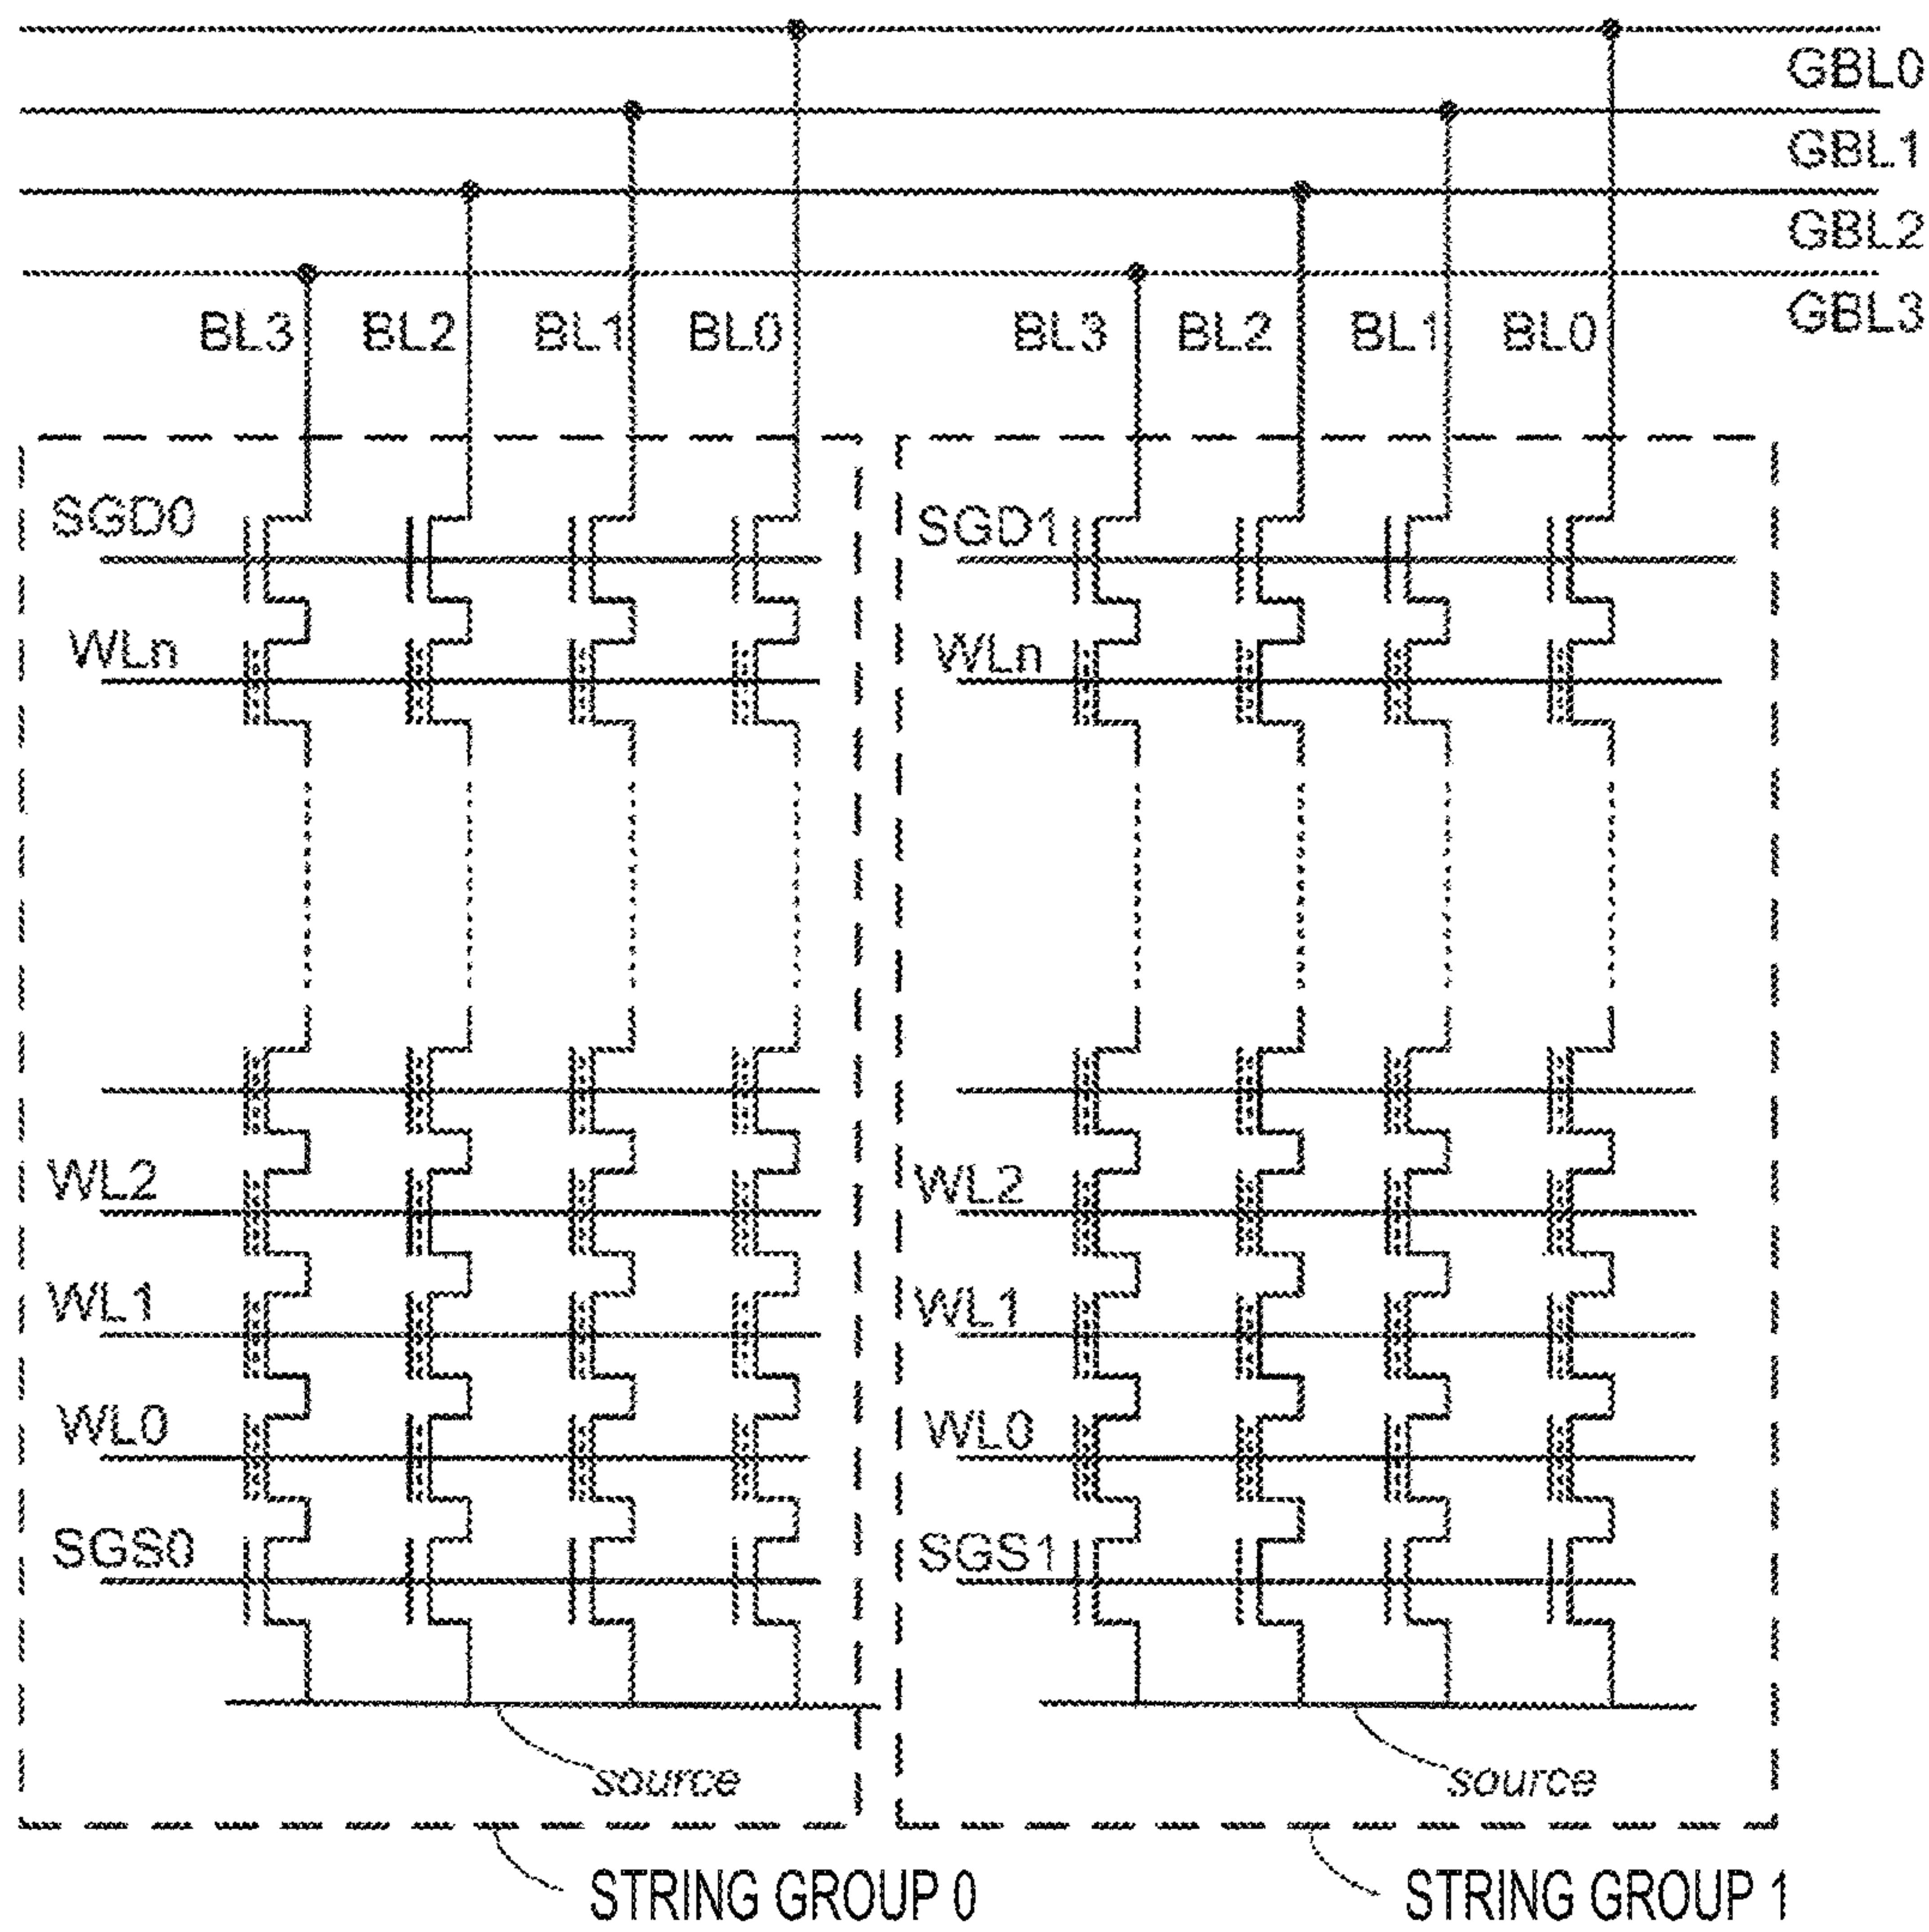 GBL0
GBL1
GBL2
GBL3
BL3 BL2 BL1 BL0 BL3 BL2 BL1 BL0
SGD0 SGD1
WLn WLn
WL2 WL2
WL1 WL1
WL0 WL0
SGS0 SGS1
source source
STRING GROUP 0 STRING GROUP 1